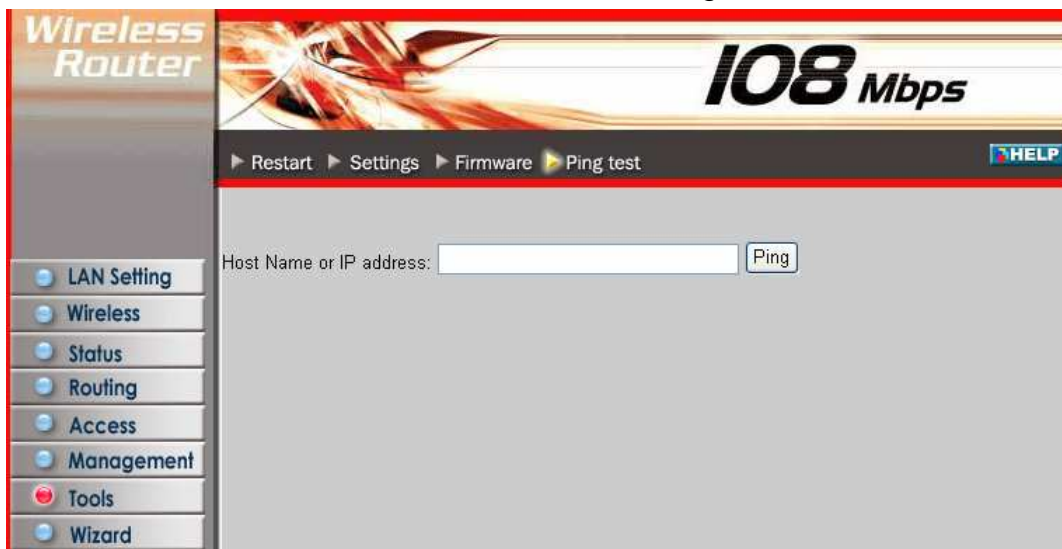 Wireless
Router
108 Mbps
Restart Settings Firmware Ping test
HELP
Host Name or IP address: Ping
LAN Setting
Wireless
Status
Routing
Access
Management
Tools
Wizard